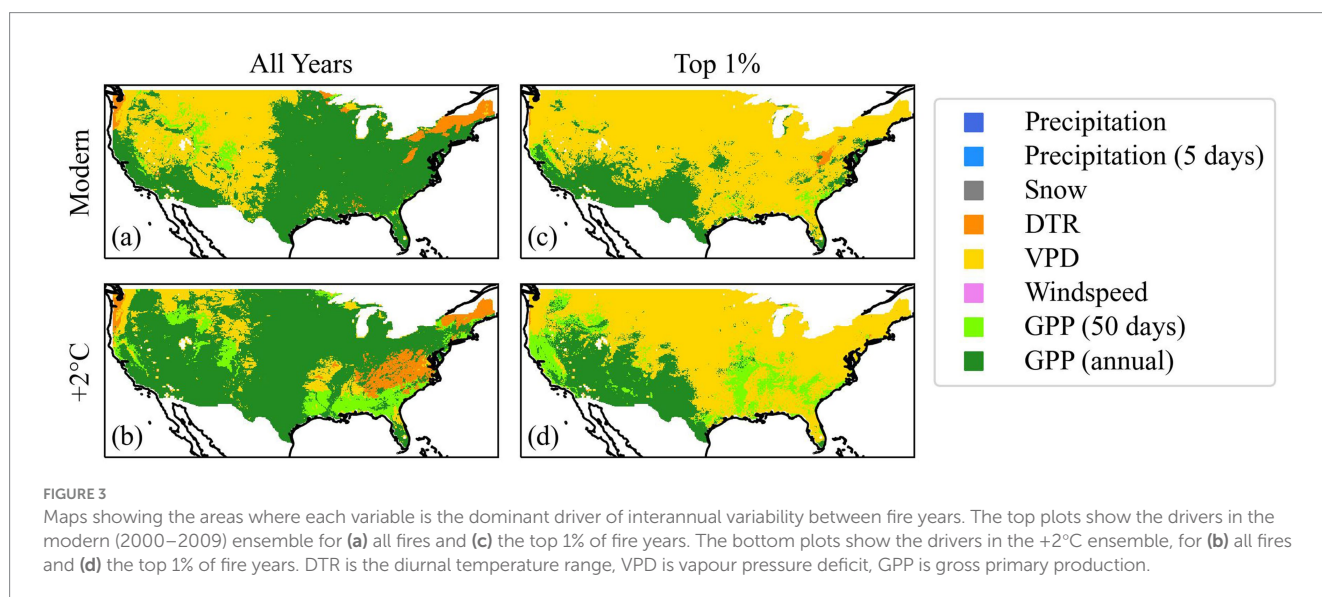 All Years
Top 1%
Modern
(a)
(c)
+2°C
(b)
(d)
Precipitation
Precipitation (5 days)
Snow
DTR
VPD
Windspeed
GPP (50 days)
GPP (annual)
FIGURE 3
Maps showing the areas where each variable is the dominant driver of interannual variability between fire years. The top plots show the drivers in the
modern (2000–2009) ensemble for (a) all fires and (c) the top 1% of fire years. The bottom plots show the drivers in the +2°C ensemble, for (b) all fires
and (d) the top 1% of fire years. DTR is the diurnal temperature range, VPD is vapour pressure deficit, GPP is gross primary production.